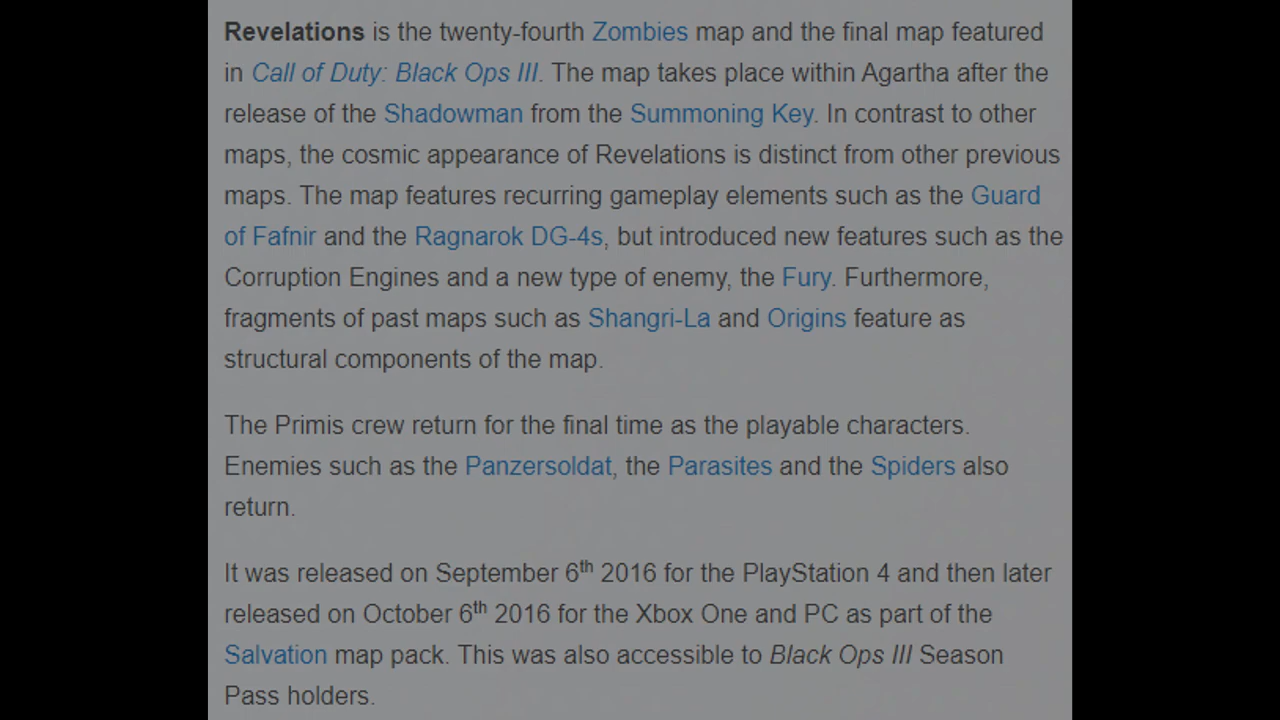 Revelations is the twenty-fourth Zombies map and the final map featured
in Call of Duty: Black Ops III. The map takes place within Agartha after the
release of the Shadowman from the Summoning Key. In contrast to other
maps, the cosmic appearance of Revelations is distinct from other previous
maps. The map features recurring gameplay elements such as the Guard
of Fafnir and the Ragnarok DG-4s, but introduced new features such as the
Corruption Engines and a new type of enemy, the Fury. Furthermore,
fragments of past maps such as Shangri-La and Origins feature as
structural components of the map.
The Primis crew return for the final time as the playable characters.
Enemies such as the Panzersoldat, the Parasites and the Spiders also
return.
It was released on September 6th 2016 for the PlayStation 4 and then later
released on October 6th 2016 for the Xbox One and PC as part of the
Salvation map pack. This was also accessible to Black Ops III Season
Pass holders.